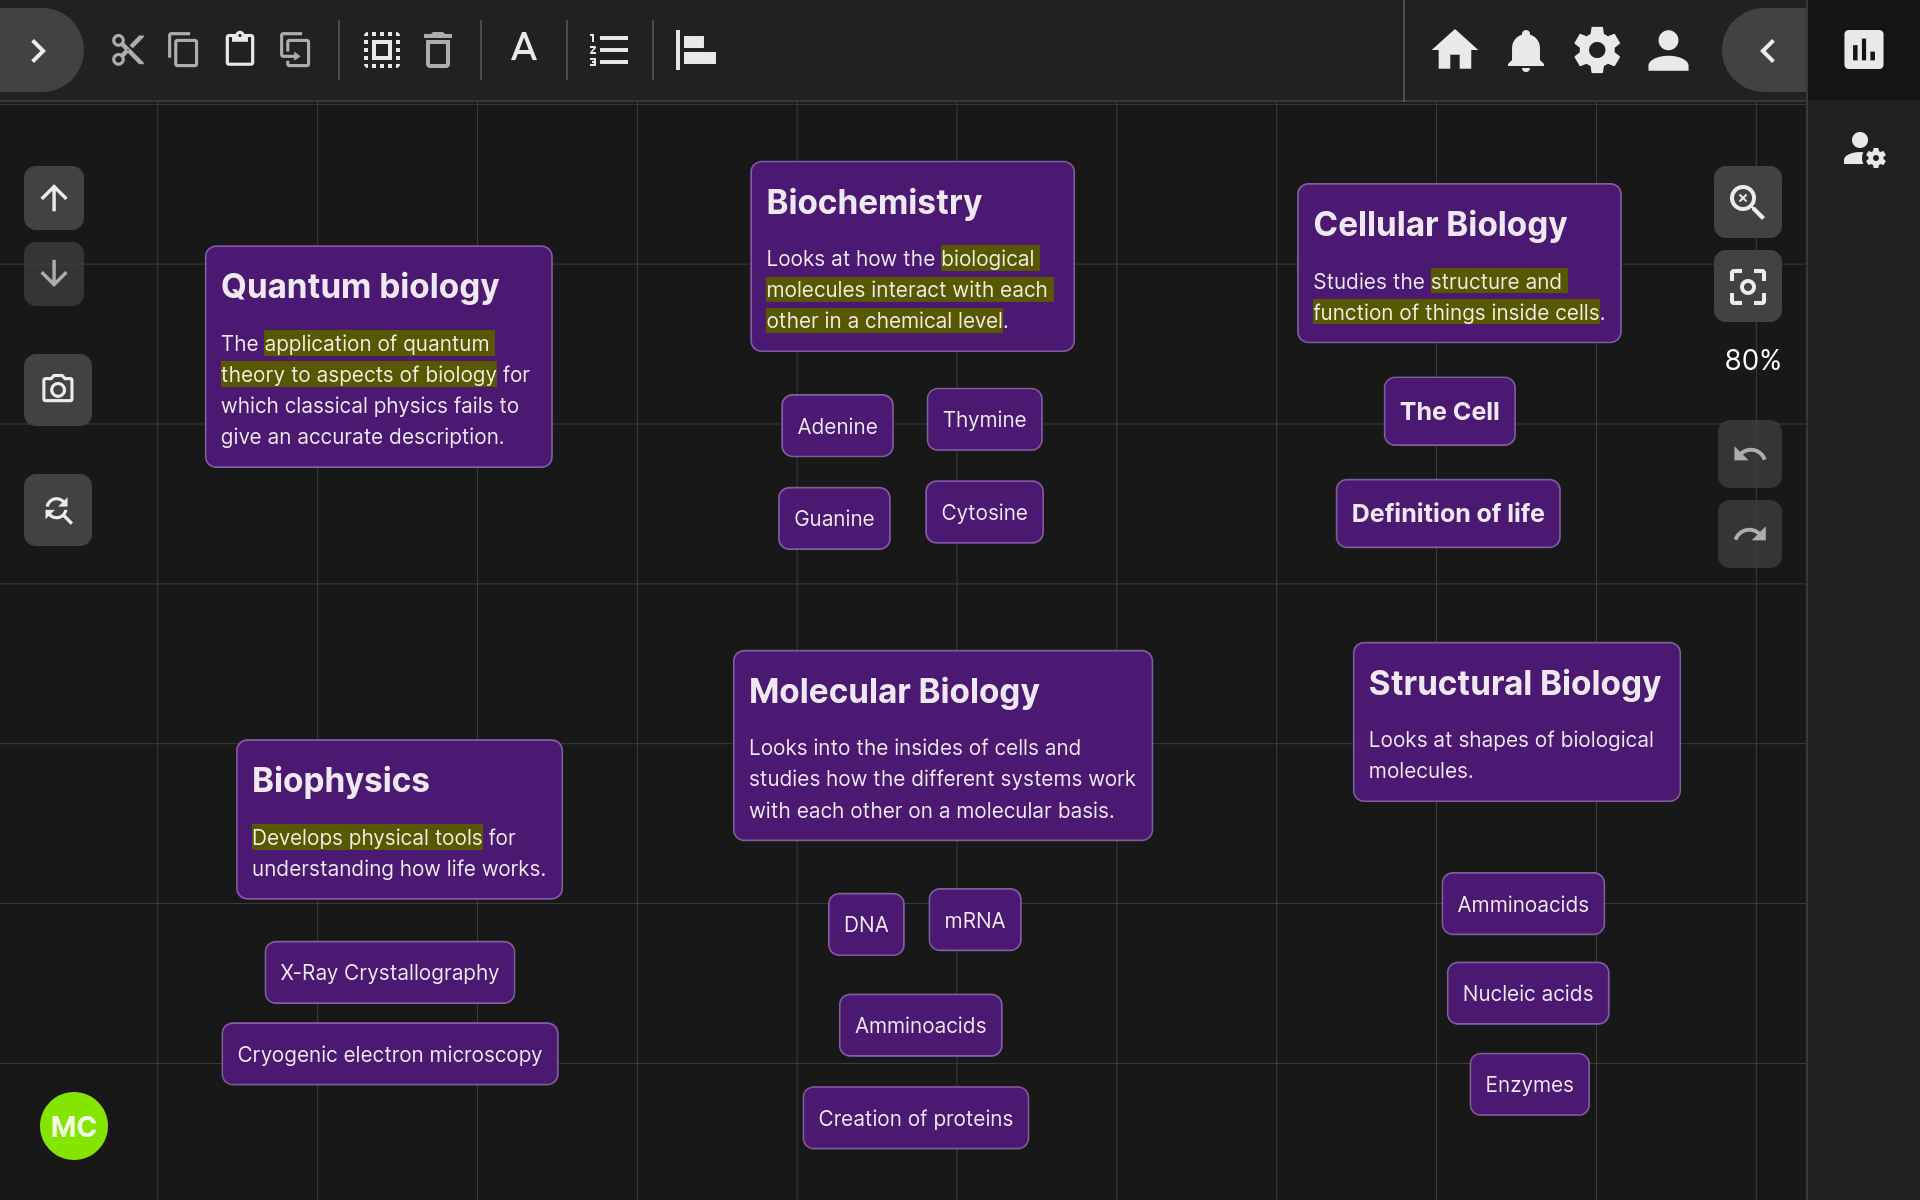 A
1
2
3
Quantum biology
The application of quantum
theory to aspects of biology for
which classical physics fails to
give an accurate description.
Biochemistry
Looks at how the biological
molecules interact with each
other in a chemical level.
Adenine
Thymine
Guanine
Cytosine
Cellular Biology
Studies the structure and
function of things inside cells.
The Cell
Definition of life
80%
Biophysics
Develops physical tools for
understanding how life works.
X-Ray Crystallography
Cryogenic electron microscopy
Molecular Biology
Looks into the insides of cells and
studies how the different systems work
with each other on a molecular basis.
DNA
mRNA
Amminoacids
Creation of proteins
Structural Biology
Looks at shapes of biological
molecules.
Amminoacids
Nucleic acids
Enzymes
MC